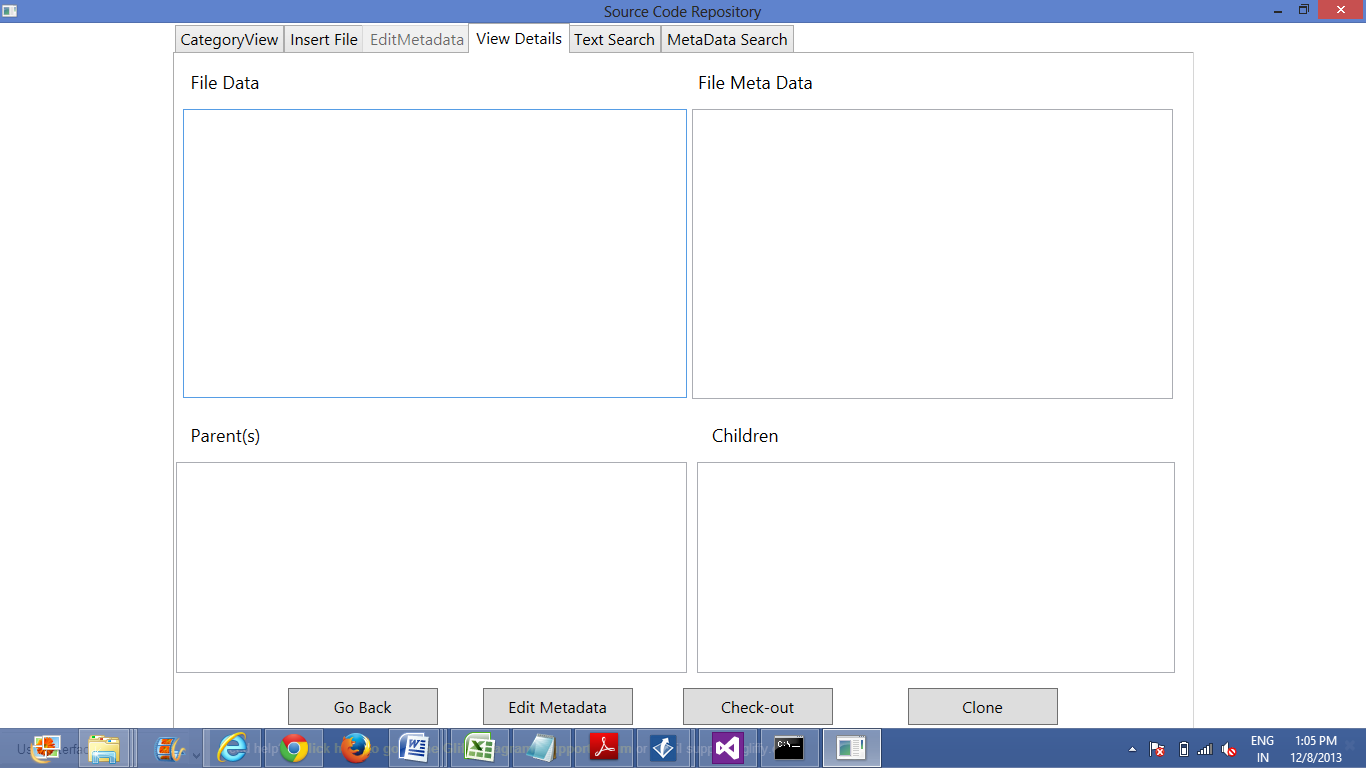 Source Code Repository
CategoryView Insert File EditMetadata View Details Text Search MetaData Search
File Data File Meta Data
Parent(s) Children
Go Back Edit Metadata Check-out Clone
ENG 1:05 PM
IN 12/8/2013